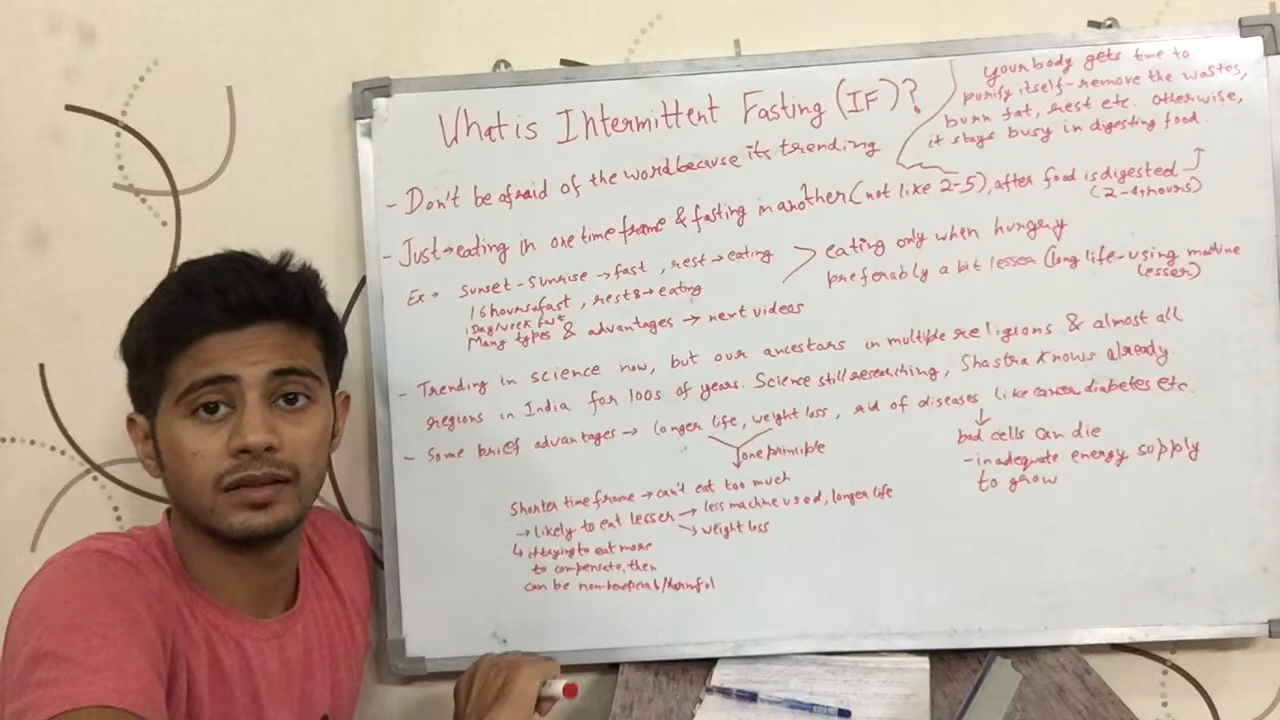 What is Intermittent Fasting (IF)?
your body gets time to
purify itself - remove the wastes,
burn fat, rest etc. otherwise,
it stays busy in digesting food.
- Don't be afraid of the word because its trending
- Just → eating in one time frame & fasting in another (not like 2-5), after food is digested
(2-4 hours)
Ex → sunset - sunrise → fast, rest → eating
16 hours → fast, rest 8 → eating
1 Day/week fast
Many types & advantages → next videos
eating only when hungry
preferably a bit lesser (long life - using machine
lesser)
- Trending in science now, but our ancestars in multiple religions & almost all
regions in India for 100s of years. Science still researching, Shastra knows already
- Some brief advantages → longer life, weight loss, rid of diseases like cancer diabetes etc.
one principle
bad cells can die
- inadequate energy supply
to grow
Shorter time frame → can't eat too much
→ likely to eat lesser → less machine used, longer life
→ weight loss
↳ if trying to eat more
to compensate, then
can be non-beneficial/harmful